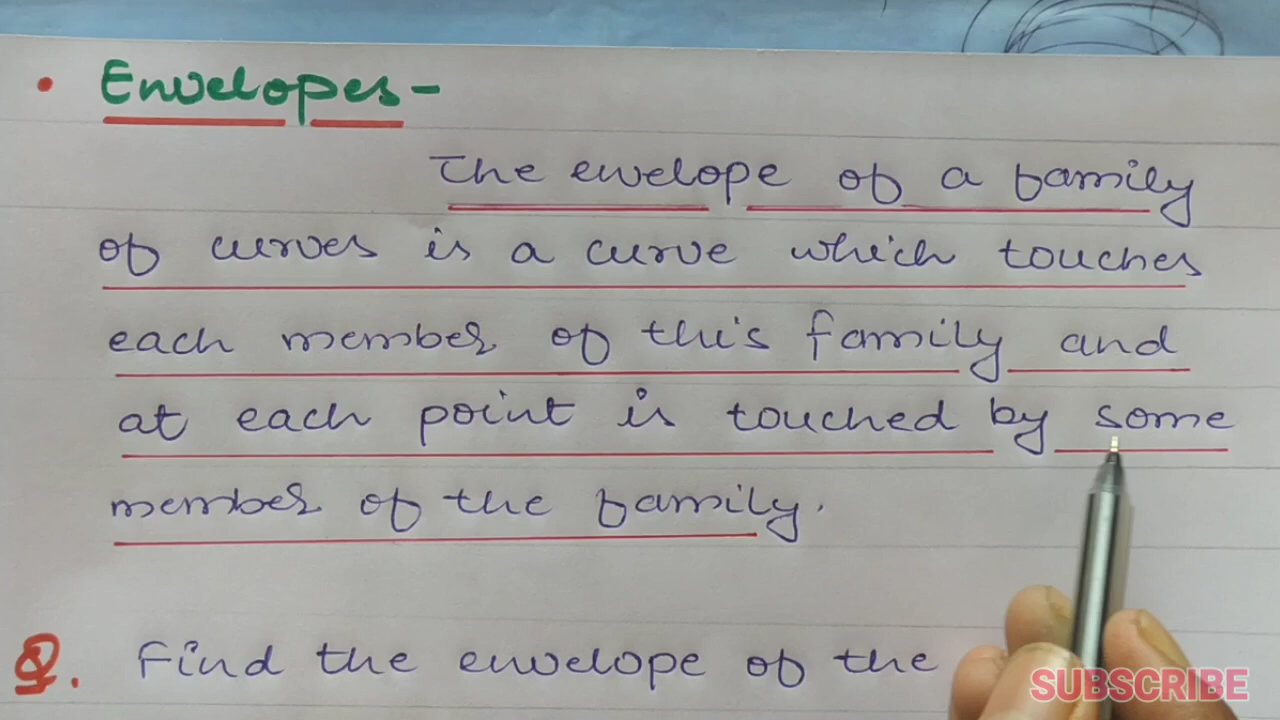 • Envelopes-
The envelope of a family
of curves is a curve which touches
each member of this family and
at each point is touched by some
member of the family.
Q. Find the envelope of the
SUBSCRIBE